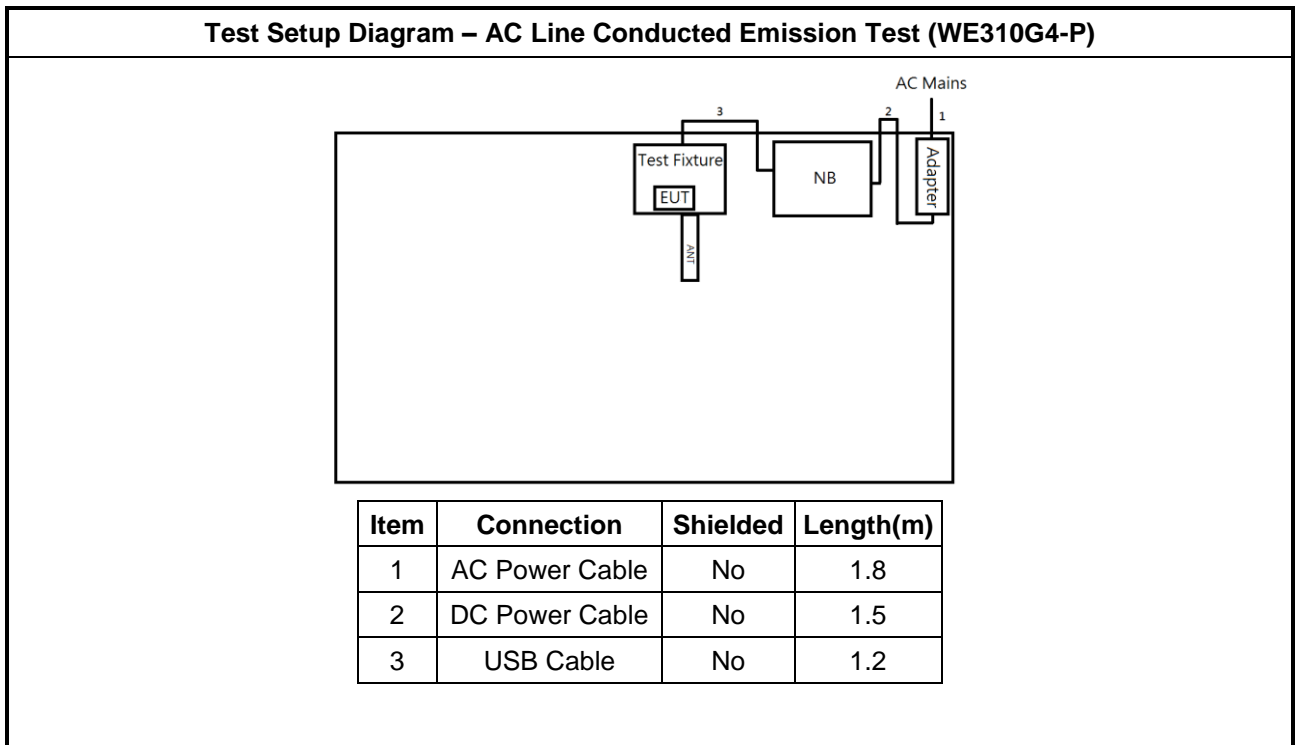 Test Setup Diagram – AC Line Conducted Emission Test (WE310G4-P)
AC Mains
3
2
1
Test Fixture
EUT
NB
Adapter
ANT
Item Connection Shielded Length(m)
1 AC Power Cable No 1.8
2 DC Power Cable No 1.5
3 USB Cable No 1.2